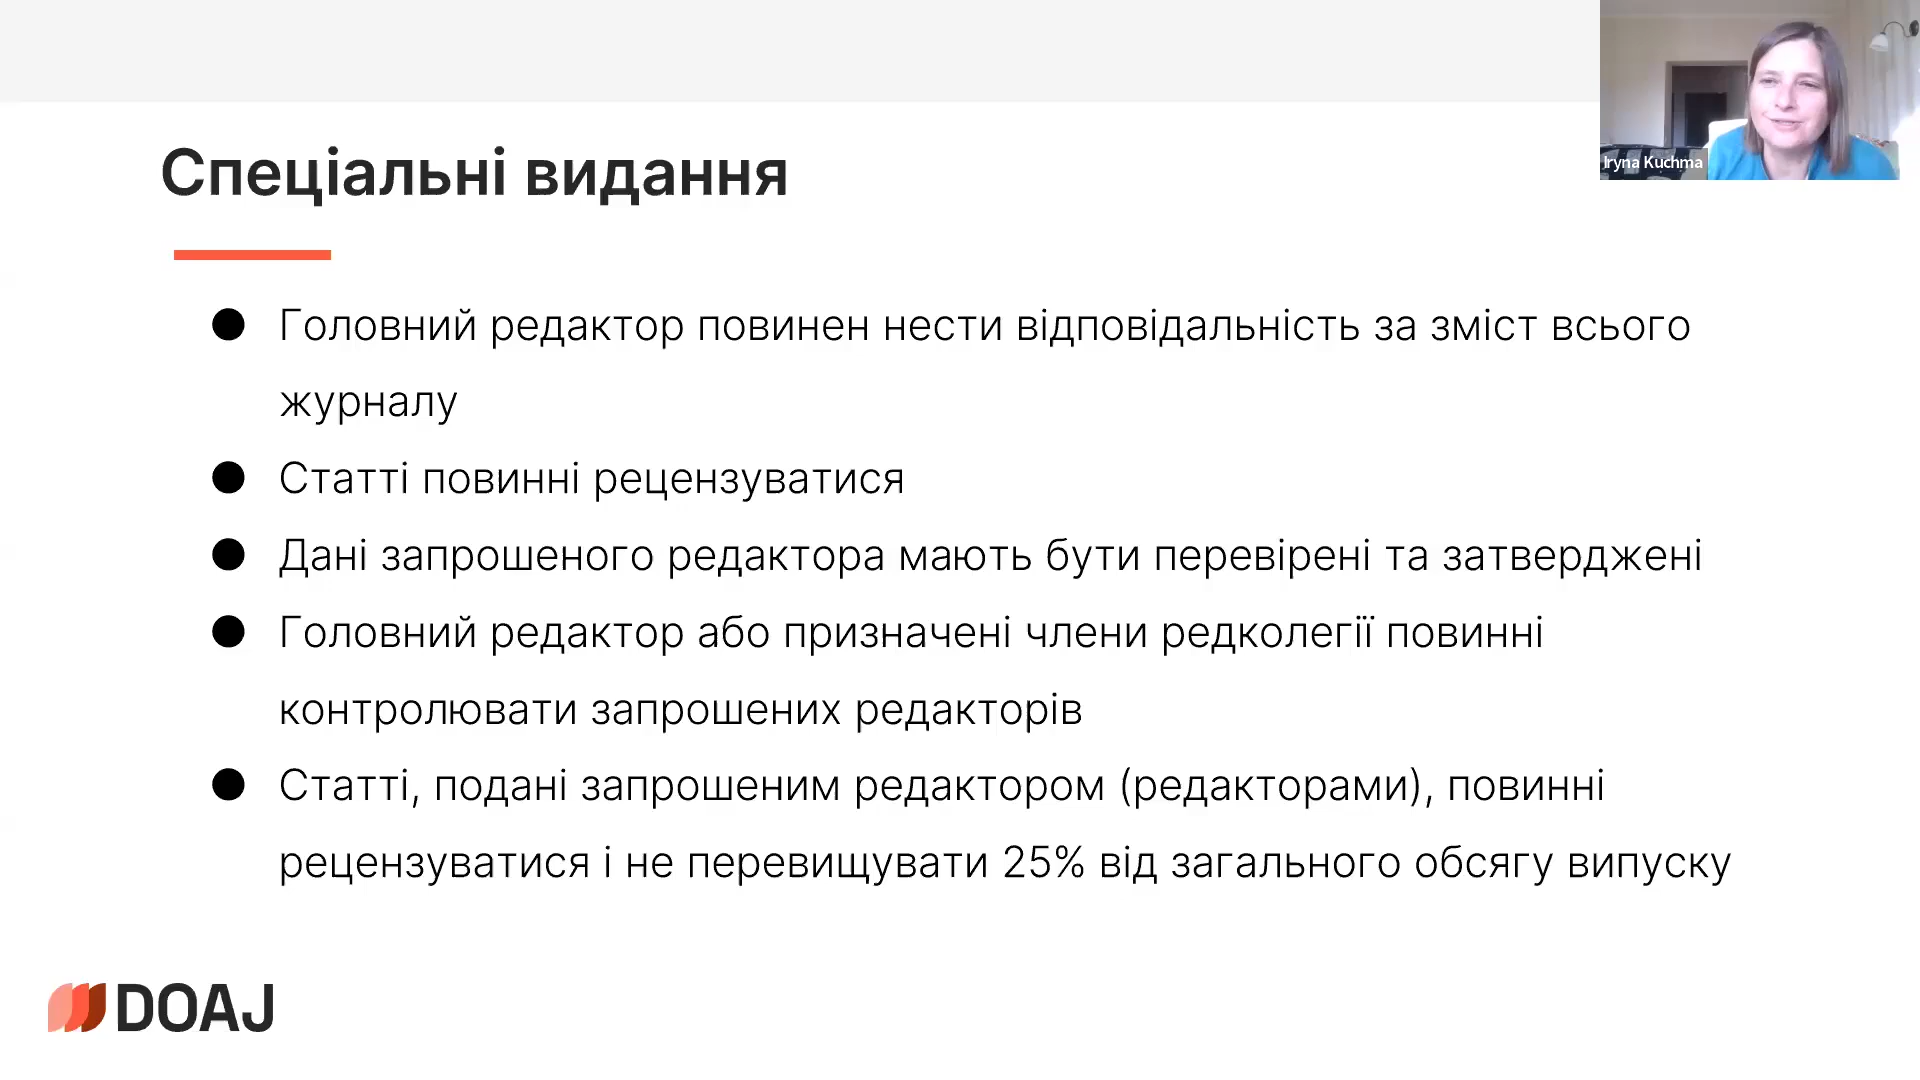 Iryna Kuchma
Спеціальні видання
● Головний редактор повинен нести відповідальність за зміст всього
журналу
● Статті повинні рецензуватися
● Дані запрошеного редактора мають бути перевірені та затверджені
● Головний редактор або призначені члени редколегії повинні
контролювати запрошених редакторів
● Статті, подані запрошеним редактором (редакторами), повинні
рецензуватися і не перевищувати 25% від загального обсягу випуску
DOAJ